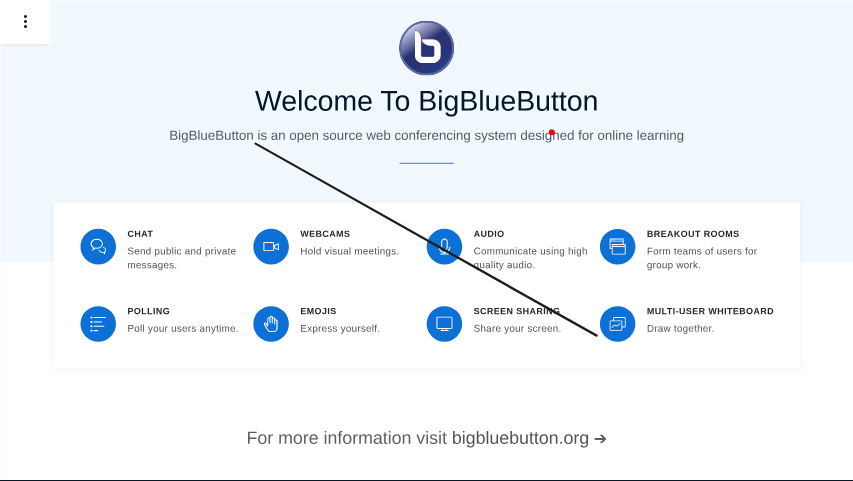 Welcome To BigBlueButton
BigBlueButton is an open source web conferencing system designed for online learning
CHAT
Send public and private
messages.
WEBCAMS
Hold visual meetings.
AUDIO
Communicate using high
quality audio.
BREAKOUT ROOMS
Form teams of users for
group work.
POLLING
Poll your users anytime.
EMOJIS
Express yourself.
SCREEN SHARING
Share your screen.
MULTI-USER WHITEBOARD
Draw together.
For more information visit bigbluebutton.org ➔